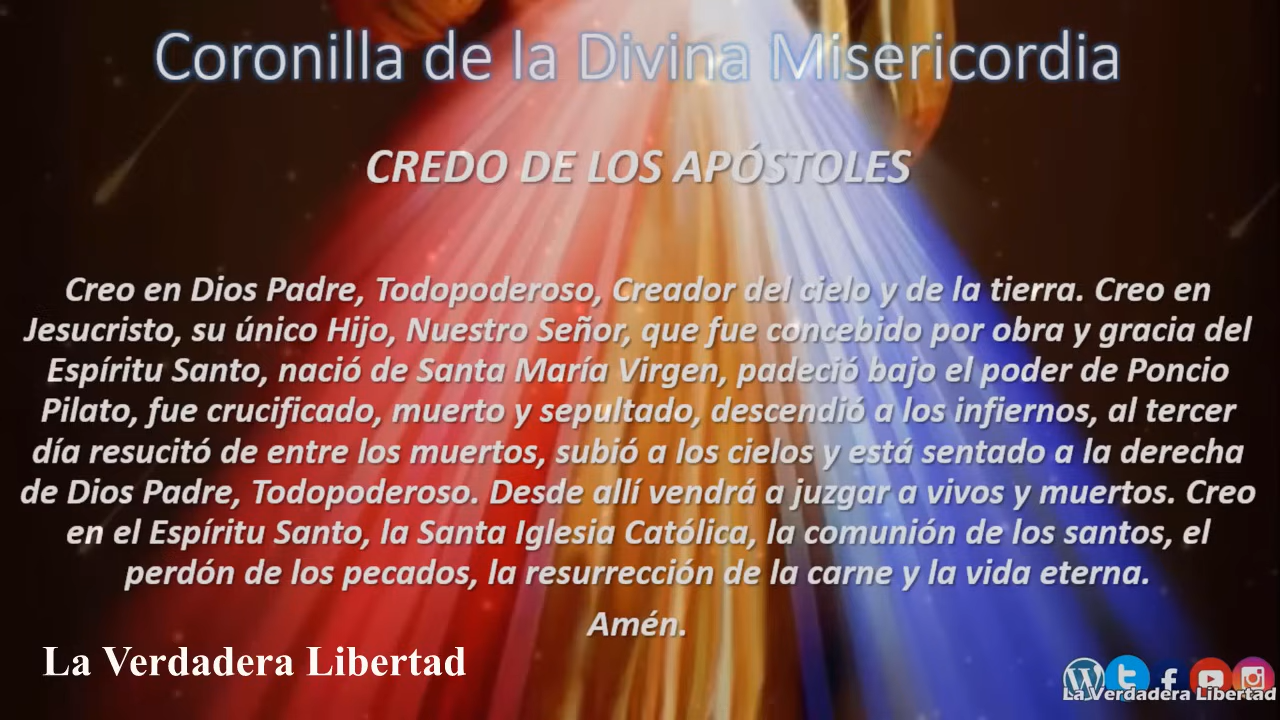 Coronilla de la Divina Misericordia
CREDO DE LOS APÓSTOLES
Creo en Dios Padre, Todopoderoso, Creador del cielo y de la tierra. Creo en
Jesucristo, su único Hijo, Nuestro Señor, que fue concebido por obra y gracia del
Espíritu Santo, nació de Santa María Virgen, padeció bajo el poder de Poncio
Pilato, fue crucificado, muerto y sepultado, descendió a los infiernos, al tercer
día resucitó de entre los muertos, subió a los cielos y está sentado a la derecha
de Dios Padre, Todopoderoso. Desde allí vendrá a juzgar a vivos y muertos. Creo
en el Espíritu Santo, la Santa Iglesia Católica, la comunión de los santos, el
perdón de los pecados, la resurrección de la carne y la vida eterna.
Amén.
La Verdadera Libertad
La Verdadera Libertad